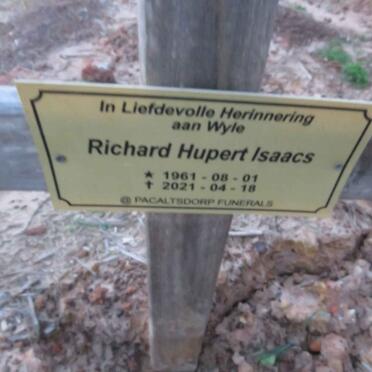 In Liefdevolle Herinnering
aan Wyle
Richard Hupert Isaacs
★ 1961 - 08 - 01
✝ 2021 - 04 - 18
@ PACALTSDORP FUNERALS